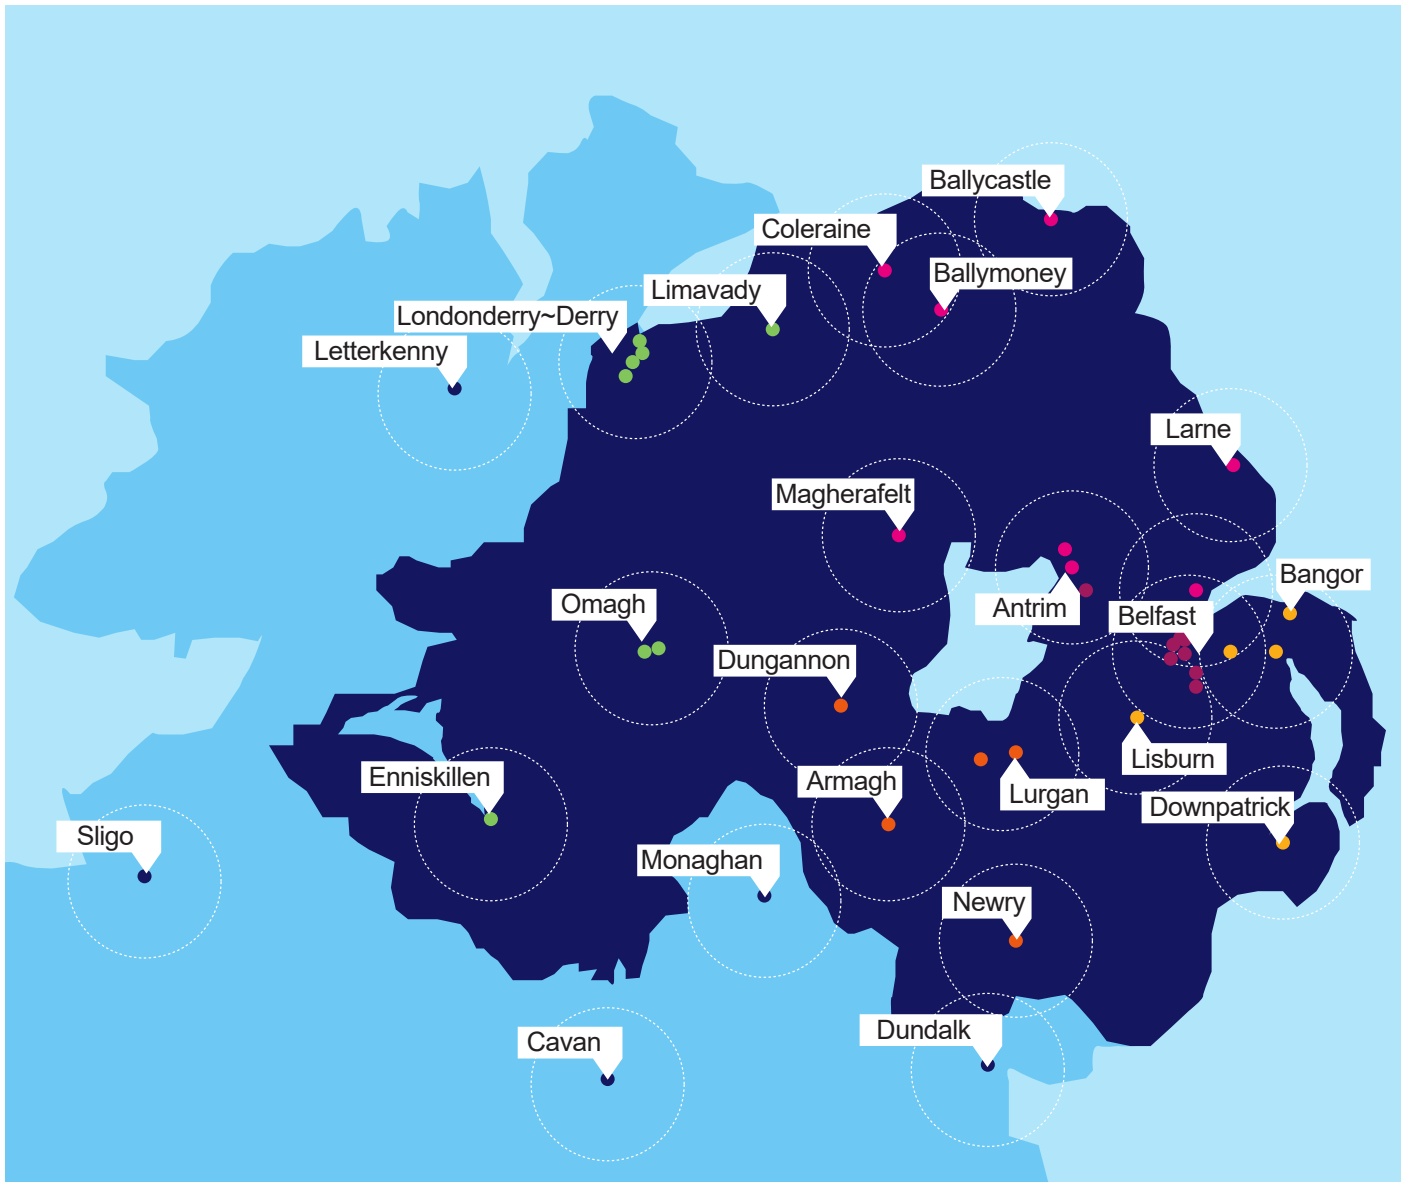 Ballycastle
Coleraine
Ballymoney
Limavady
Londonderry~Derry
Letterkenny
Larne
Magherafelt
Bangor
Omagh
Antrim
Belfast
Dungannon
Lisburn
Enniskillen
Armagh
Lurgan
Downpatrick
Sligo
Monaghan
Newry
Dundalk
Cavan